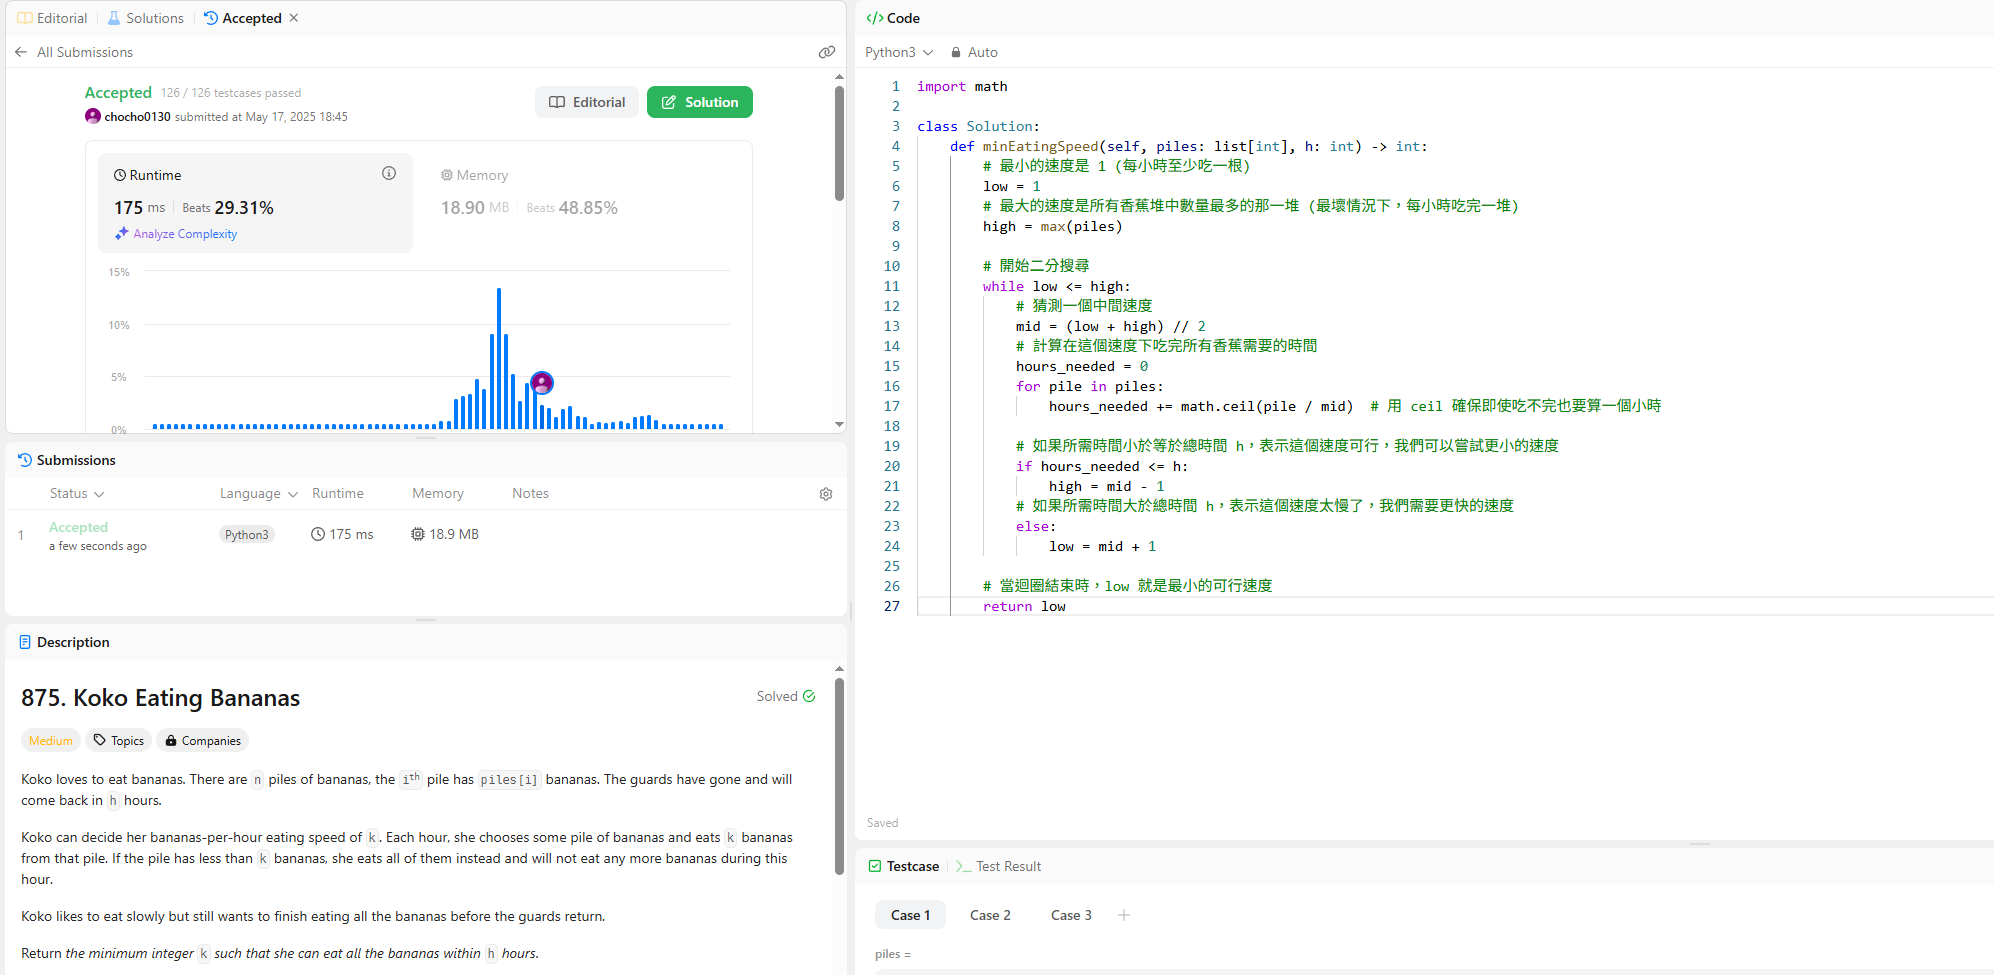 Editorial
Solutions
Accepted
All Submissions
Accepted 126 / 126 testcases passed
chocho0130 submitted at May 17, 2025 18:45
Editorial
Solution
Runtime
175 ms Beats 29.31%
Analyze Complexity
Memory
18.90 MB Beats 48.85%
15%
10%
5%
0%
Submissions
Status Language Runtime Memory Notes
1 Accepted Python3 175 ms 18.9 MB
a few seconds ago
Description
875. Koko Eating Bananas
Solved
Medium Topics Companies
Koko loves to eat bananas. There are n piles of bananas, the ith pile has piles[i] bananas. The guards have gone and will
come back in h hours.
Koko can decide her bananas-per-hour eating speed of k. Each hour, she chooses some pile of bananas and eats k bananas
from that pile. If the pile has less than k bananas, she eats all of them instead and will not eat any more bananas during this
hour.
Koko likes to eat slowly but still wants to finish eating all the bananas before the guards return.
Return the minimum integer k such that she can eat all the bananas within h hours.
</> Code
Python3 Auto
1 import math
2
3 class Solution:
4     def minEatingSpeed(self, piles: list[int], h: int) -> int:
5         # 最小的速度是 1 (每小時至少吃一根)
6         low = 1
7         # 最大的速度是所有香蕉堆中數量最多的那一堆 (最壞情況下，每小時吃完一堆)
8         high = max(piles)
9
10         # 開始二分搜尋
11         while low <= high:
12             # 猜測一個中間速度
13             mid = (low + high) // 2
14             # 計算在這個速度下吃完所有香蕉需要的時間
15             hours_needed = 0
16             for pile in piles:
17                 hours_needed += math.ceil(pile / mid)  # 用 ceil 確保即使吃不完也要算一個小時
18
19             # 如果所需時間小於等於總時間 h，表示這個速度可行，我們可以嘗試更小的速度
20             if hours_needed <= h:
21                 high = mid - 1
22             # 如果所需時間大於總時間 h，表示這個速度太慢了，我們需要更快的速度
23             else:
24                 low = mid + 1
25
26         # 當迴圈結束時，low 就是最小的可行速度
27         return low
Saved
Testcase
Test Result
Case 1 Case 2 Case 3 +
piles =